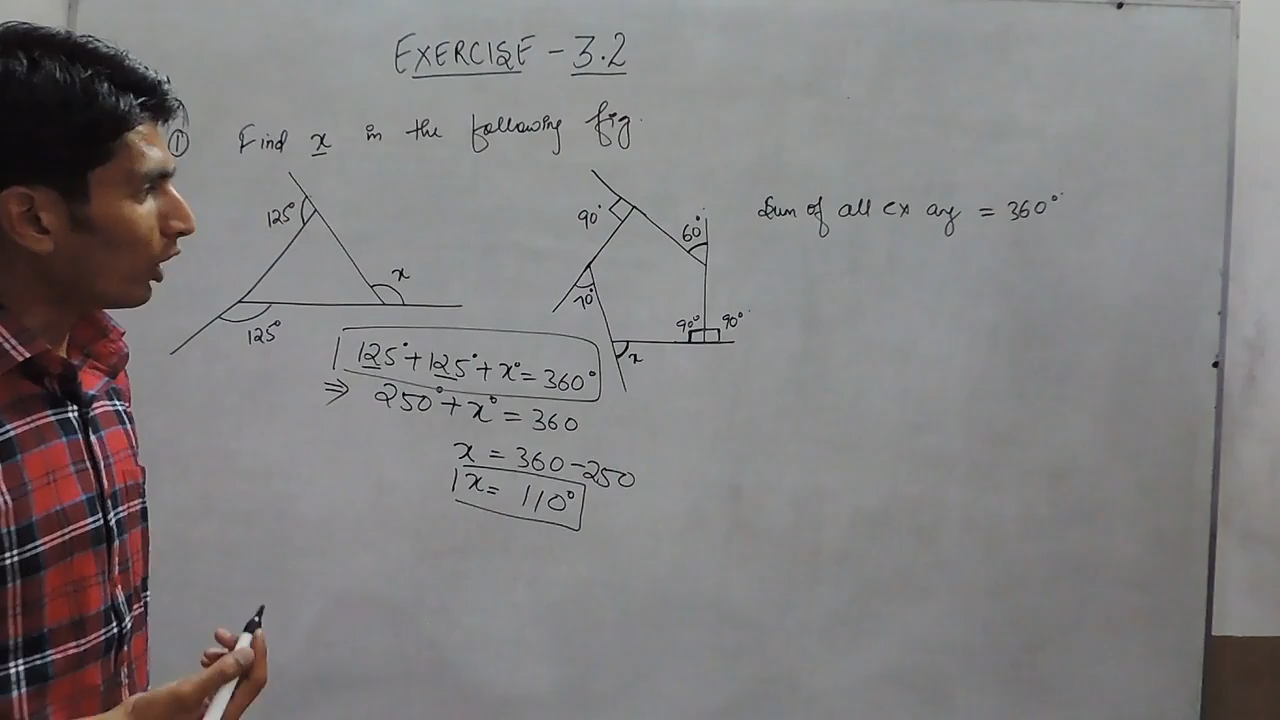 EXERCISE - 3.2
① Find x in the following fig.
125°
x
125°
90°
60°
70°
90° 90°
x
Sum of all ex ang = 360°
125° + 125° + x° = 360°
⇒ 250° + x° = 360
x = 360 - 250
x = 110°